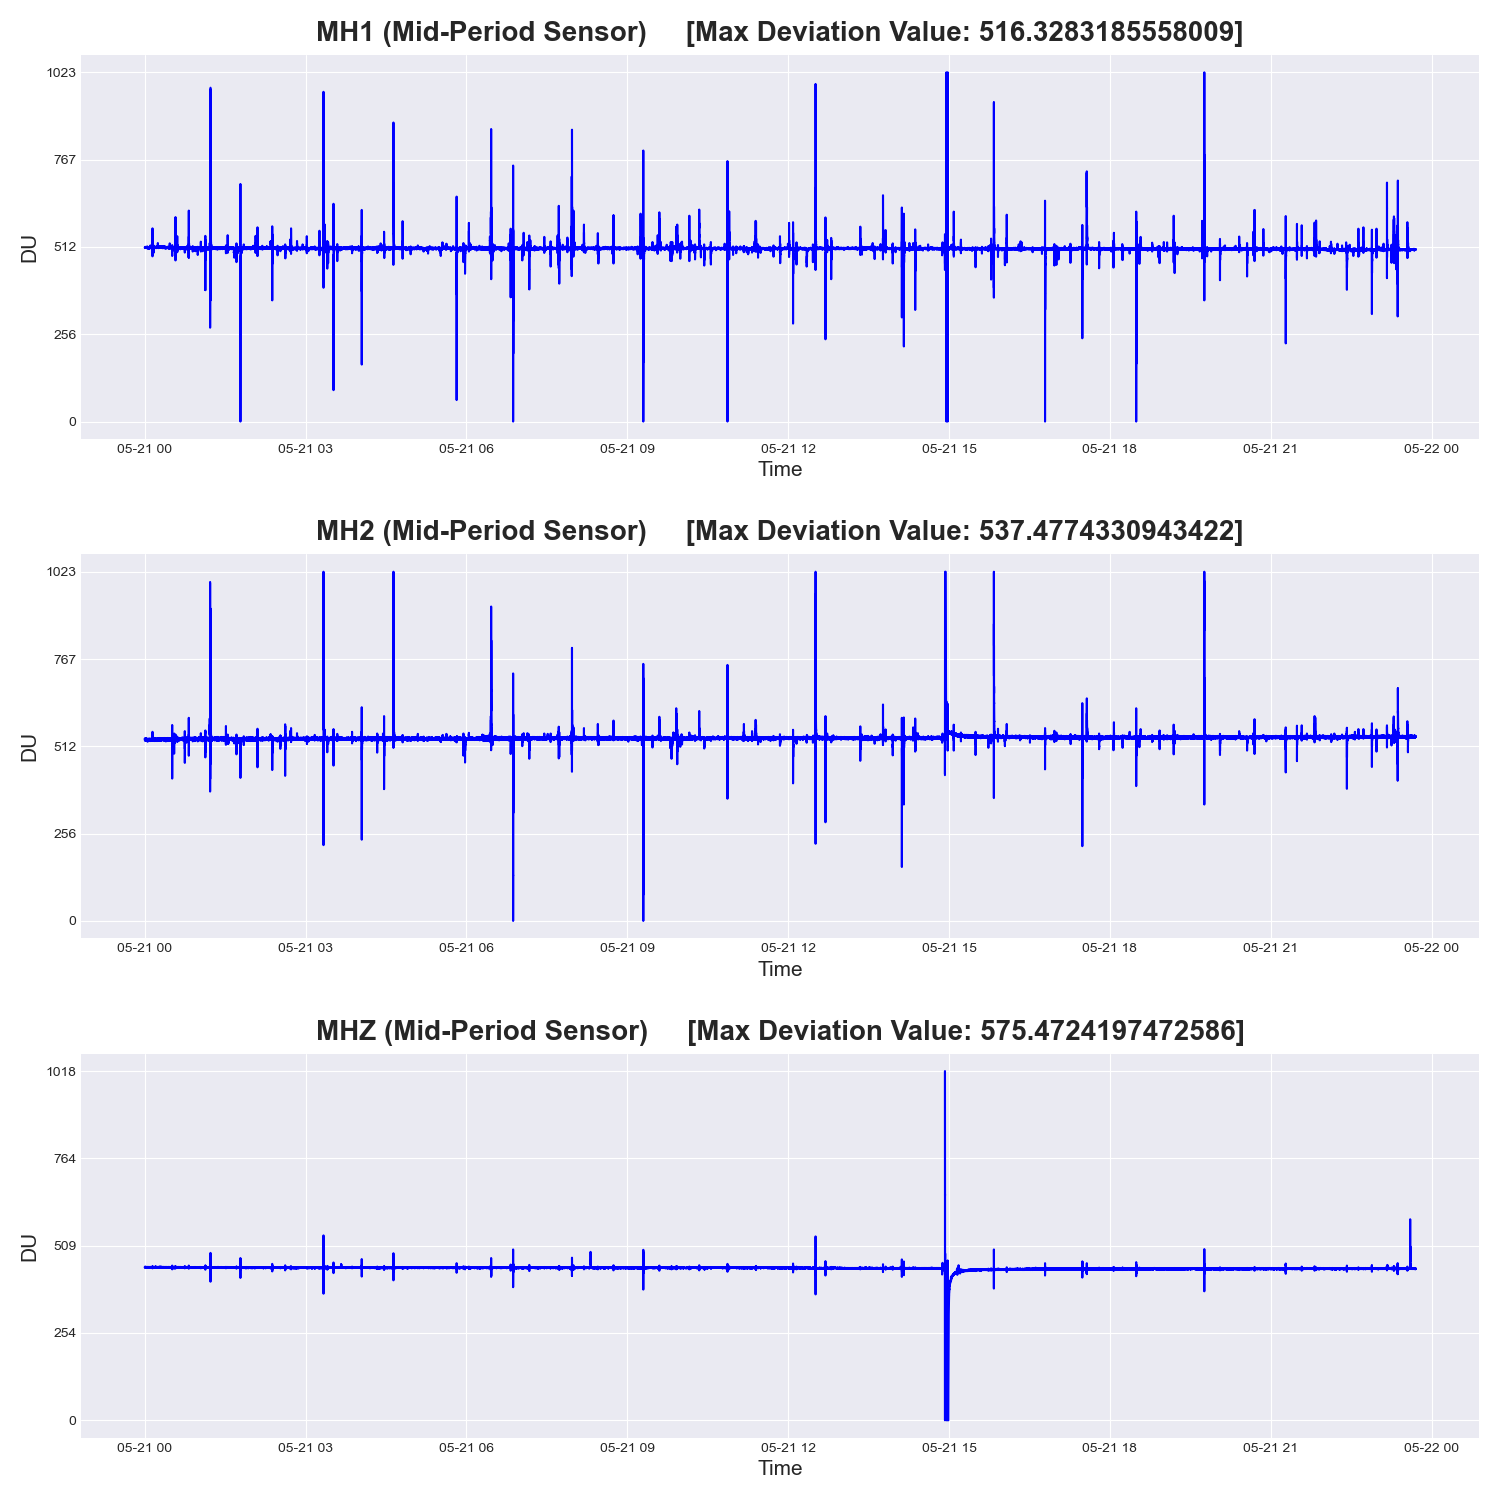 MH1 (Mid-Period Sensor) [Max Deviation Value: 516.3283185558009]
1023
767
512
256
0
DU
05-21 00 05-21 03 05-21 06 05-21 09 05-21 12 05-21 15 05-21 18 05-21 21 05-22 00
Time
MH2 (Mid-Period Sensor) [Max Deviation Value: 537.4774330943422]
1023
767
512
256
0
DU
05-21 00 05-21 03 05-21 06 05-21 09 05-21 12 05-21 15 05-21 18 05-21 21 05-22 00
Time
MHZ (Mid-Period Sensor) [Max Deviation Value: 575.4724197472586]
1018
764
509
254
0
DU
05-21 00 05-21 03 05-21 06 05-21 09 05-21 12 05-21 15 05-21 18 05-21 21 05-22 00
Time